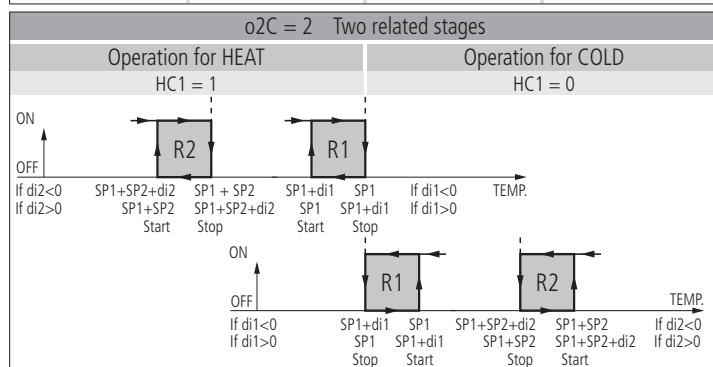 o2C = 2 Two related stages
Operation for HEAT Operation for COLD
HC1 = 1 HC1 = 0
ON
R2 R1
OFF
If di2<0 SP1+SP2+di2 SP1 + SP2 SP1+di1 SP1 If di1<0 TEMP.
If di2>0 SP1+SP2 SP1+SP2+di2 SP1 SP1+di1 If di1>0
Start Stop Start Stop
ON
R1 R2
OFF TEMP.
If di1<0 SP1+di1 SP1 SP1+SP2+di2 SP1+SP2 If di2<0
If di1>0 SP1 SP1+di1 SP1+SP2 SP1+SP2+di2 If di2>0
Stop Start Stop Start